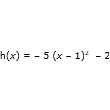 h(x) = – 5 (x – 1)² – 2